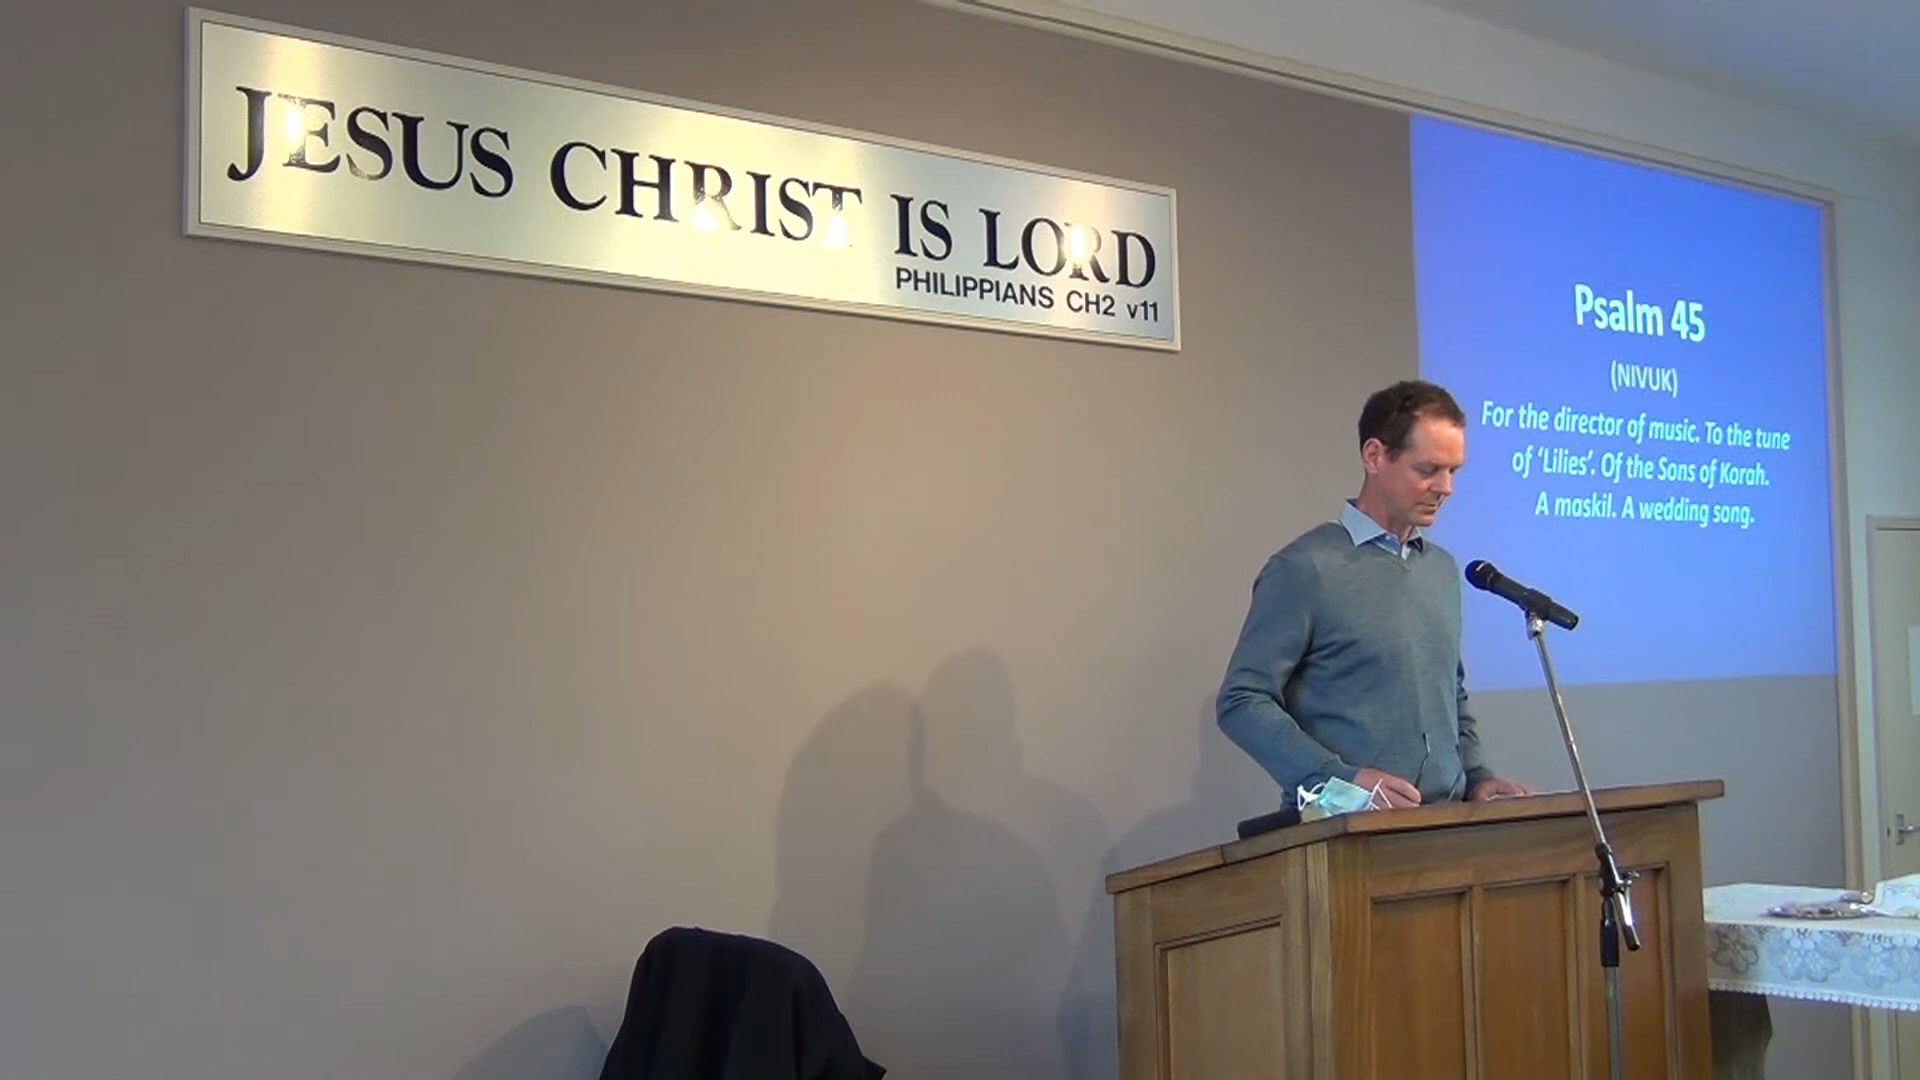 JESUS CHRIST IS LORD
PHILIPPIANS CH2 v11
Psalm 45
(NIVUK)
For the director of music. To the tune
of ‘Lilies’. Of the Sons of Korah.
A maskil. A wedding song.